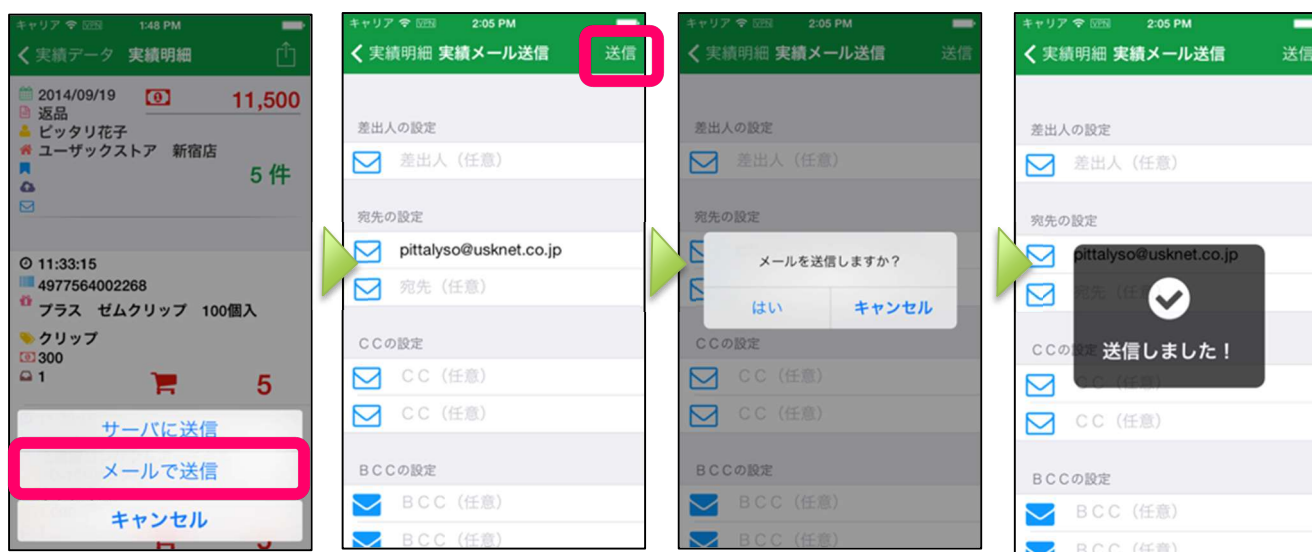 キャリア VPN 1:48 PM
実績データ 実績明細
2014/09/19 11,500
返品
ピッタリ花子
ユーザックストア 新宿店
5 件
11:33:15
4977564002268
プラス ゼムクリップ 100個入
クリップ
300
1 5
サーバに送信
メールで送信
キャンセル
キャリア VPN 2:05 PM
実績明細 実績メール送信 送信
差出人の設定
差出人（任意）
宛先の設定
pittalyso@usknet.co.jp
宛先（任意）
ＣＣの設定
ＣＣ（任意）
ＣＣ（任意）
ＢＣＣの設定
ＢＣＣ（任意）
ＢＣＣ（任意）
キャリア VPN 2:05 PM
実績明細 実績メール送信 送信
差出人の設定
差出人（任意）
宛先の設定
メールを送信しますか？
はい キャンセル
ＣＣの設定
ＣＣ（任意）
ＣＣ（任意）
ＢＣＣの設定
ＢＣＣ（任意）
ＢＣＣ（任意）
キャリア VPN 2:05 PM
実績明細 実績メール送信 送信
差出人の設定
差出人（任意）
宛先の設定
pittalyso@usknet.co.jp
送信しました！
ＣＣ（任意）
ＣＣ（任意）
ＢＣＣの設定
ＢＣＣ（任意）
ＢＣＣ（任意）